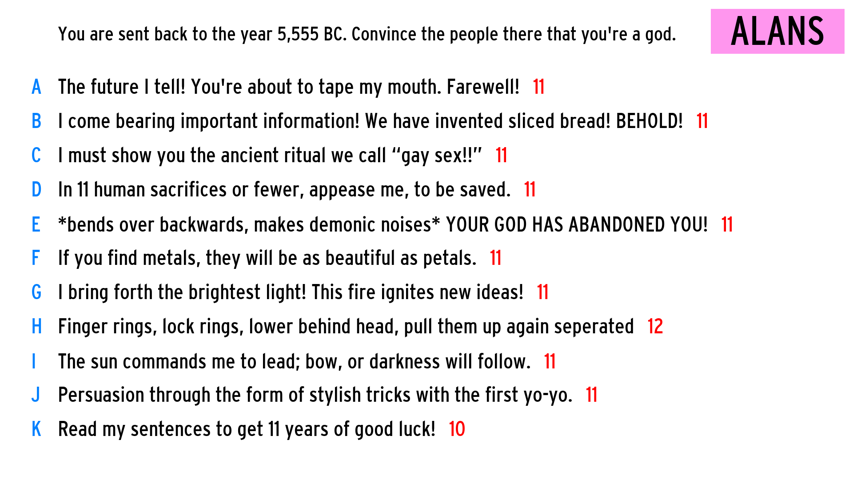 You are sent back to the year 5,555 BC. Convince the people there that you're a god.
ALANS
A The future I tell! You're about to tape my mouth. Farewell! 11
B I come bearing important information! We have invented sliced bread! BEHOLD! 11
C I must show you the ancient ritual we call “gay sex!!” 11
D In 11 human sacrifices or fewer, appease me, to be saved. 11
E *bends over backwards, makes demonic noises* YOUR GOD HAS ABANDONED YOU! 11
F If you find metals, they will be as beautiful as petals. 11
G I bring forth the brightest light! This fire ignites new ideas! 11
H Finger rings, lock rings, lower behind head, pull them up again seperated 12
I The sun commands me to lead; bow, or darkness will follow. 11
J Persuasion through the form of stylish tricks with the first yo-yo. 11
K Read my sentences to get 11 years of good luck! 10